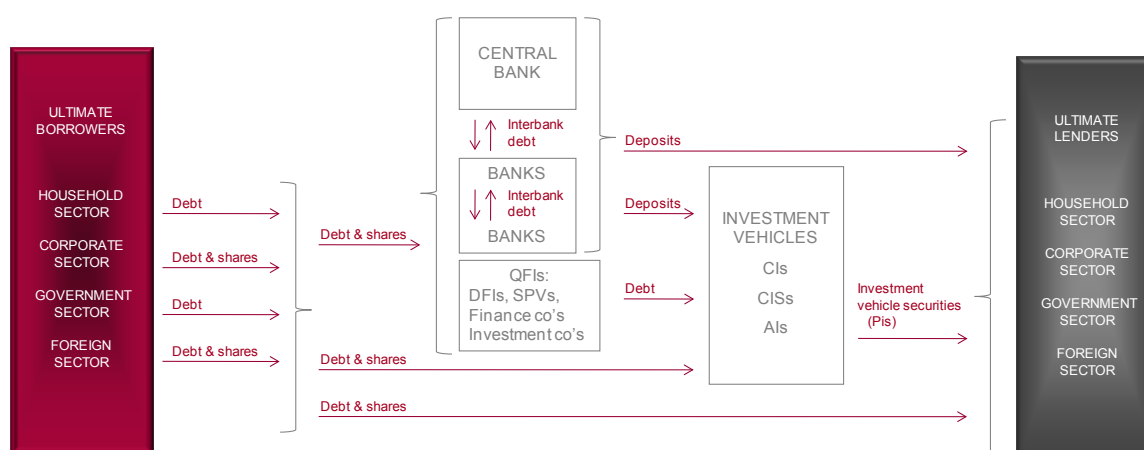 ULTIMATE
BORROWERS
HOUSEHOLD
SECTOR
CORPORATE
SECTOR
GOVERNMENT
SECTOR
FOREIGN
SECTOR
Debt
Debt & shares
Debt
Debt & shares
Debt & shares
Debt & shares
Debt & shares
CENTRAL
BANK
Interbank
debt
BANKS
Interbank
debt
BANKS
QFIs:
DFIs, SPVs,
Finance co's
Investment co's
Deposits
Deposits
Debt
INVESTMENT
VEHICLES
CIs
CISs
AIs
Investment
vehicle securities
(PIs)
ULTIMATE
LENDERS
HOUSEHOLD
SECTOR
CORPORATE
SECTOR
GOVERNMENT
SECTOR
FOREIGN
SECTOR